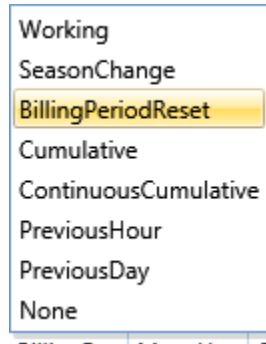 Working
SeasonChange
BillingPeriodReset
Cumulative
ContinuousCumulative
PreviousHour
PreviousDay
None